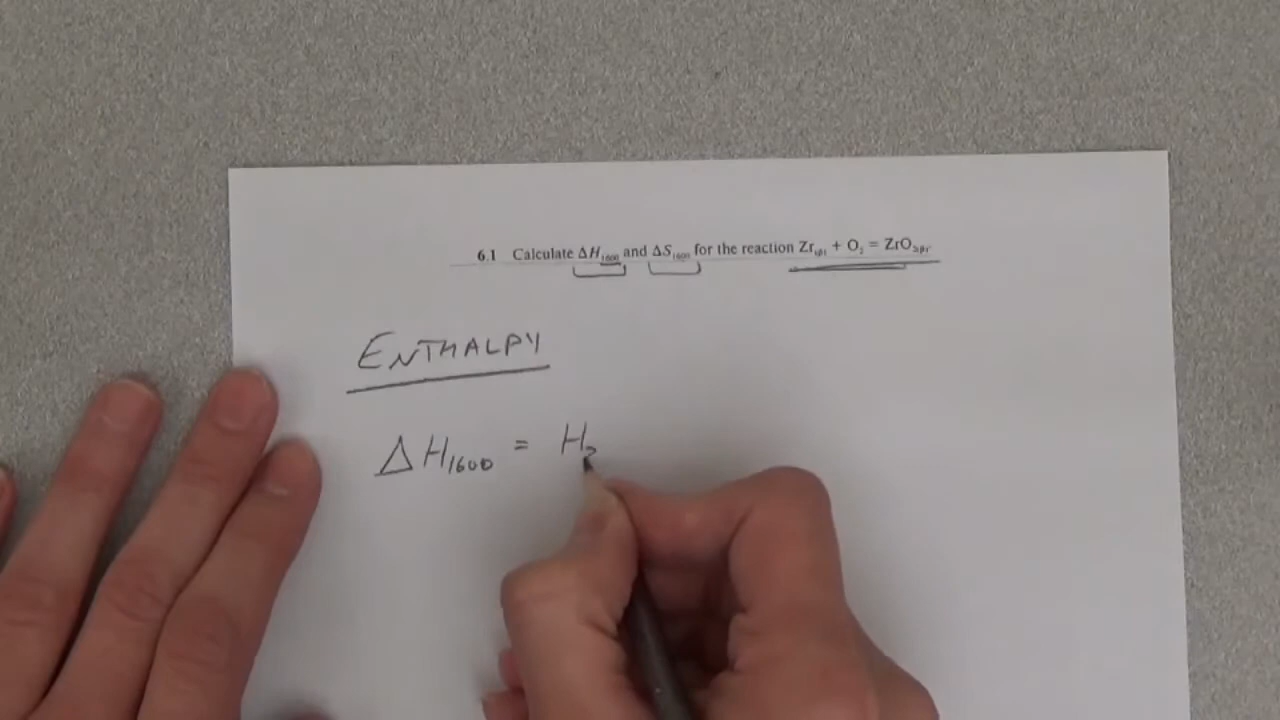 6.1 Calculate ΔH₁₆₀₀ and ΔS₁₆₀₀ for the reaction Zr₍β₎ + O₂ = ZrO₂₍β₎.
ENTHALPY
ΔH₁₆₀₀ = H₂